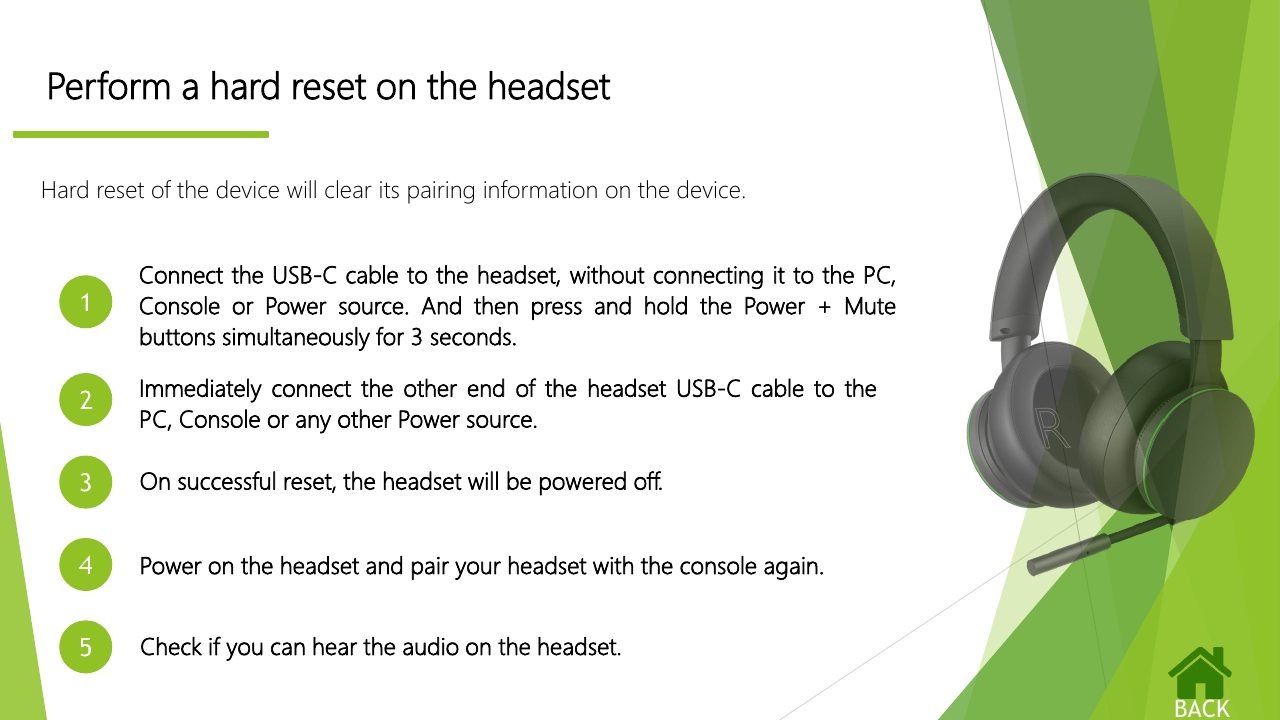 Perform a hard reset on the headset
Hard reset of the device will clear its pairing information on the device.
1
Connect the USB-C cable to the headset, without connecting it to the PC,
Console or Power source. And then press and hold the Power + Mute
buttons simultaneously for 3 seconds.
2
Immediately connect the other end of the headset USB-C cable to the
PC, Console or any other Power source.
3
On successful reset, the headset will be powered off.
4
Power on the headset and pair your headset with the console again.
5
Check if you can hear the audio on the headset.
R
BACK